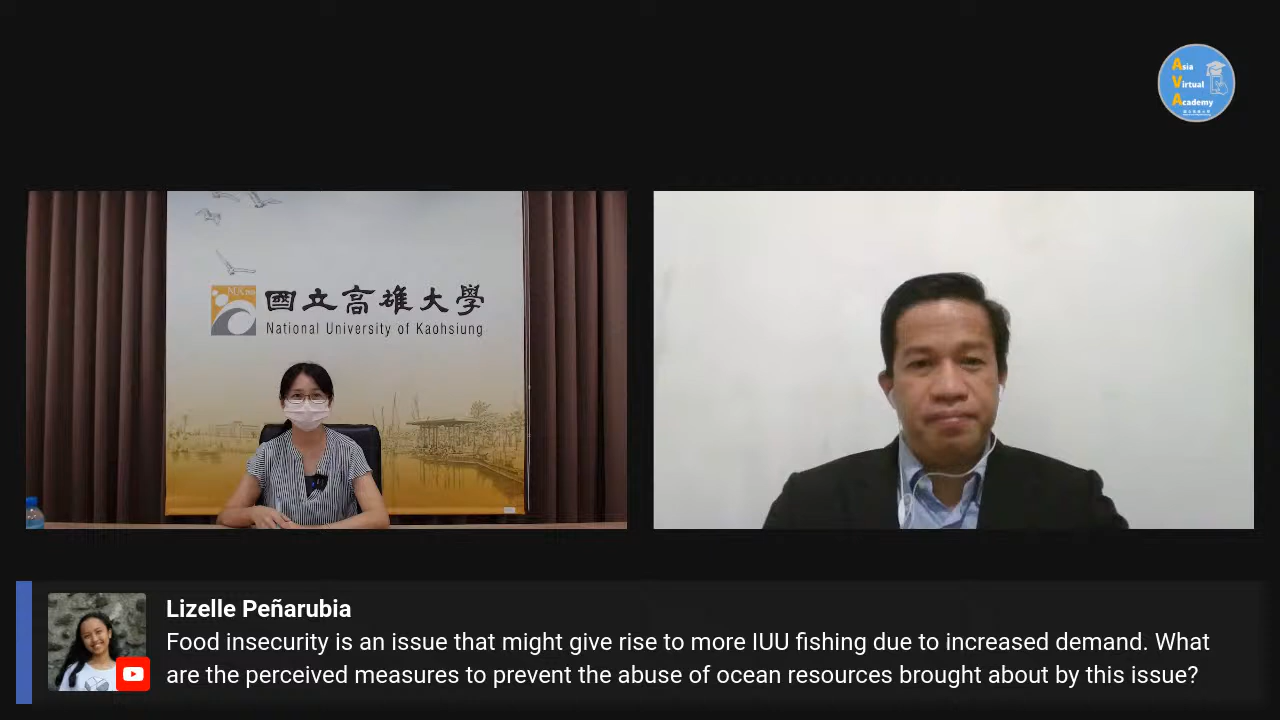 Asia
Virtual
Academy
NUK
國立高雄大學
National University of Kaohsiung
Lizelle Peñarubia
Food insecurity is an issue that might give rise to more IUU fishing due to increased demand. What
are the perceived measures to prevent the abuse of ocean resources brought about by this issue?